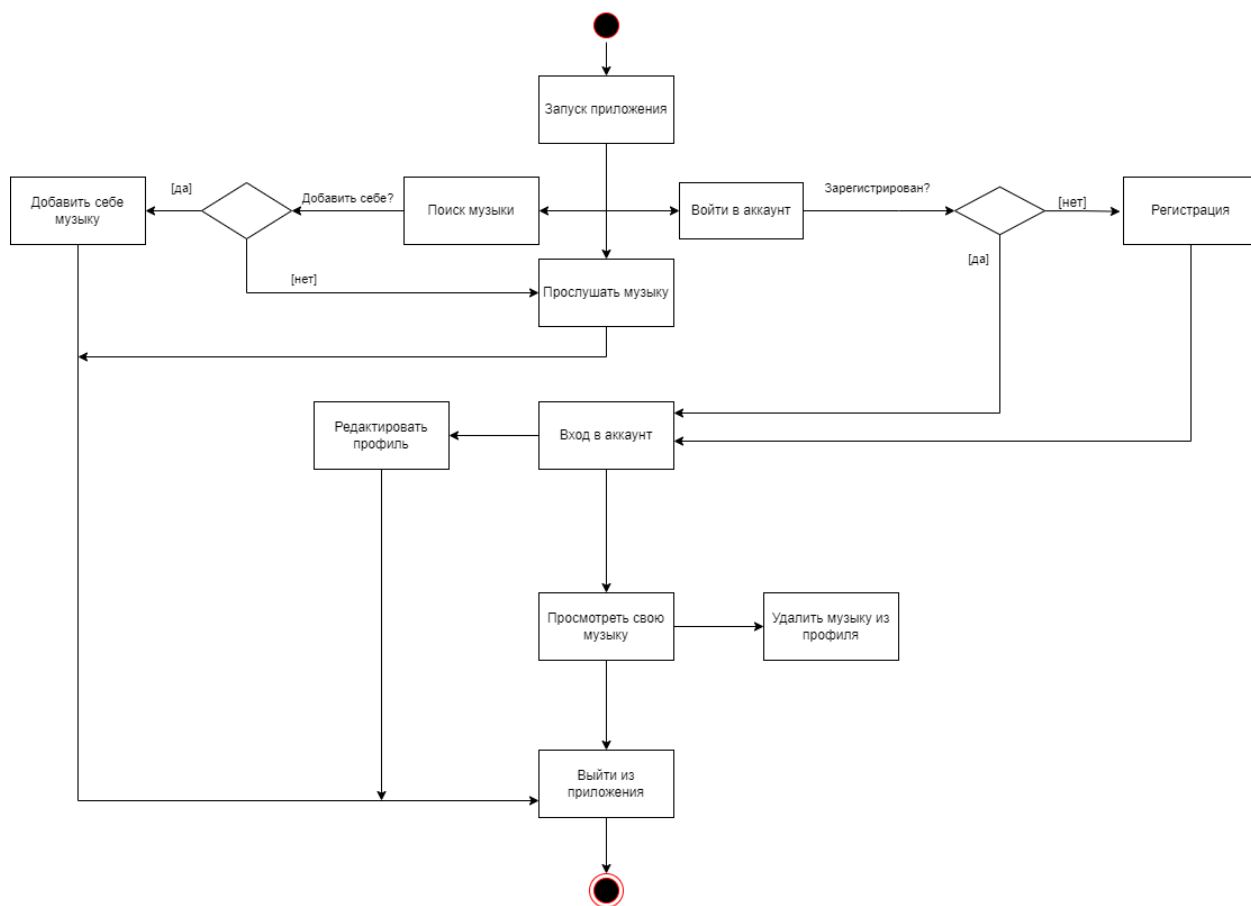 Запуск приложения
Добавить себе
музыку
[да]
Добавить себе?
Поиск музыки
Войти в аккаунт
Зарегистрирован?
[нет]
Регистрация
[да]
[нет]
Прослушать музыку
Редактировать
профиль
Вход в аккаунт
Просмотреть свою
музыку
Удалить музыку из
профиля
Выйти из
приложения